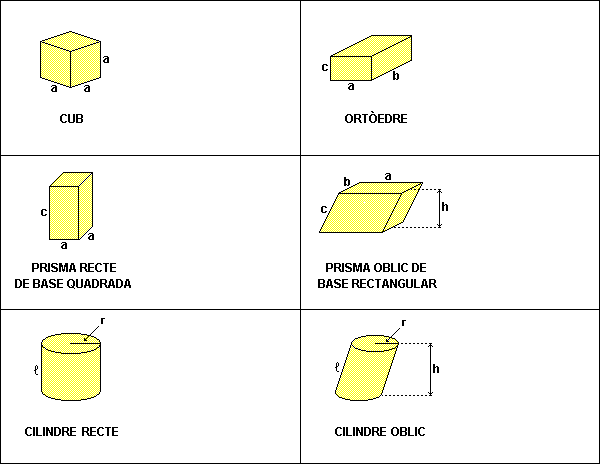 a
a a
CUB
c
a
b
ORTÒEDRE
c
a
a
PRISMA RECTE
DE BASE QUADRADA
b
a
c
h
PRISMA OBLIC DE
BASE RECTANGULAR
r
ℓ
CILINDRE RECTE
r
ℓ
h
CILINDRE OBLIC